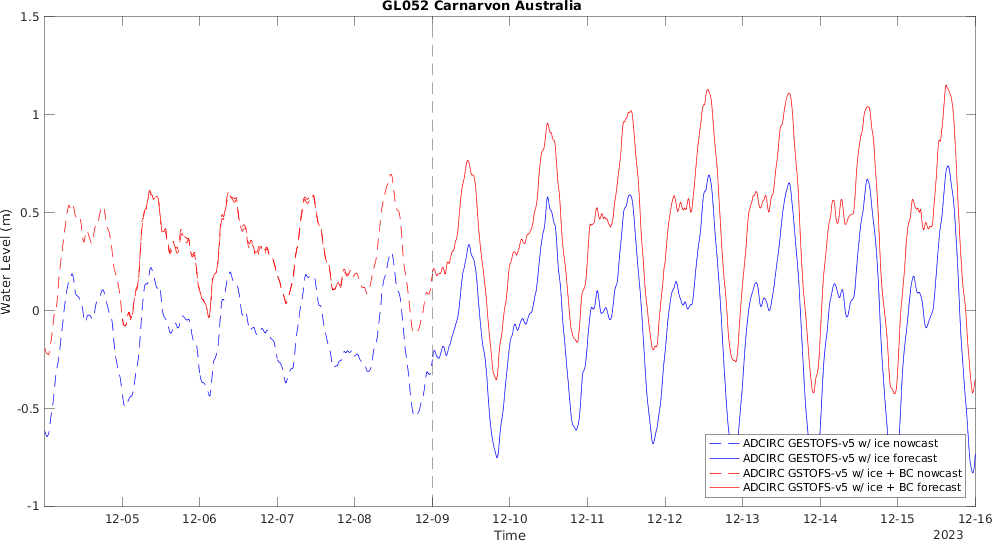 GL052 Carnarvon Australia
Water Level (m)
1.5
1
0.5
0
-0.5
-1
ADCIRC GESTOFS-v5 w/ ice nowcast
ADCIRC GESTOFS-v5 w/ ice forecast
ADCIRC GSTOFS-v5 w/ ice + BC nowcast
ADCIRC GSTOFS-v5 w/ ice + BC forecast
12-05 12-06 12-07 12-08 12-09 12-10 12-11 12-12 12-13 12-14 12-15 12-16
Time
2023